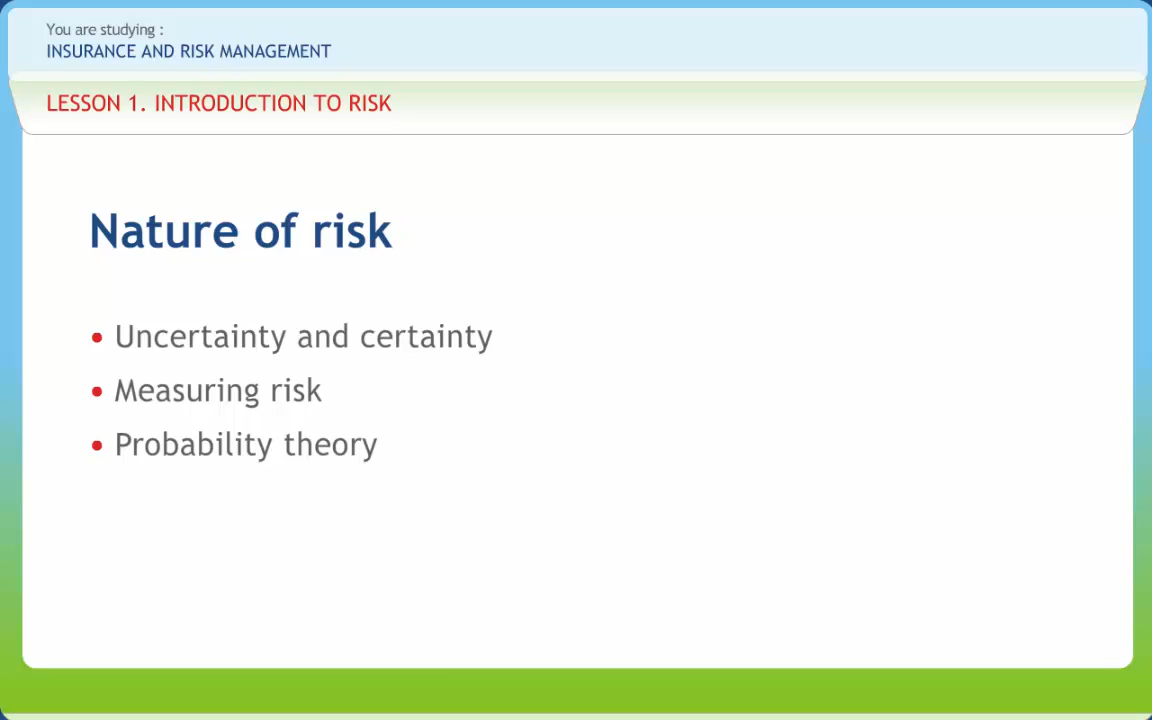 You are studying :
INSURANCE AND RISK MANAGEMENT
LESSON 1. INTRODUCTION TO RISK
Nature of risk
• Uncertainty and certainty
• Measuring risk
• Probability theory